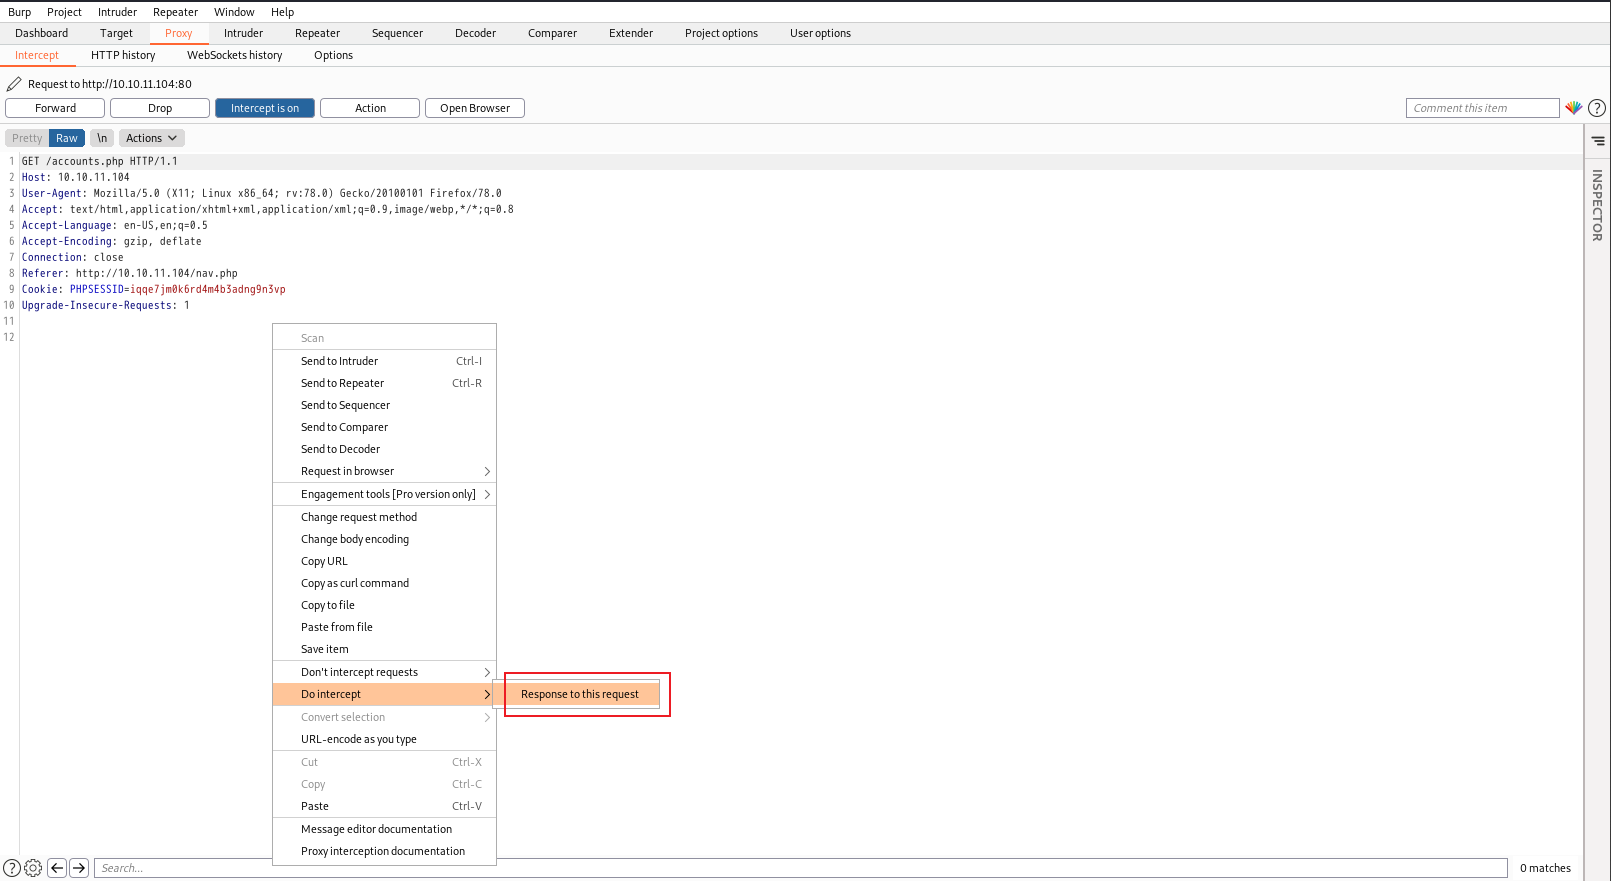 Burp Project Intruder Repeater Window Help
Dashboard Target Proxy Intruder Repeater Sequencer Decoder Comparer Extender Project options User options
Intercept HTTP history WebSockets history Options
Request to http://10.10.11.104:80
Forward Drop Intercept is on Action Open Browser Comment this item ?
Pretty Raw \n Actions
1 GET /accounts.php HTTP/1.1
2 Host: 10.10.11.104
3 User-Agent: Mozilla/5.0 (X11; Linux x86_64; rv:78.0) Gecko/20100101 Firefox/78.0
4 Accept: text/html,application/xhtml+xml,application/xml;q=0.9,image/webp,*/*;q=0.8
5 Accept-Language: en-US,en;q=0.5
6 Accept-Encoding: gzip, deflate
7 Connection: close
8 Referer: http://10.10.11.104/nav.php
9 Cookie: PHPSESSID=iqqe7jm0k6rd4m4b3adng9n3vp
10 Upgrade-Insecure-Requests: 1
11
12
INSPECTOR
Scan
Send to Intruder Ctrl-I
Send to Repeater Ctrl-R
Send to Sequencer
Send to Comparer
Send to Decoder
Request in browser
Engagement tools [Pro version only]
Change request method
Change body encoding
Copy URL
Copy as curl command
Copy to file
Paste from file
Save item
Don't intercept requests
Do intercept Response to this request
Convert selection
URL-encode as you type
Cut Ctrl-X
Copy Ctrl-C
Paste Ctrl-V
Message editor documentation
Proxy interception documentation
? Search... 0 matches